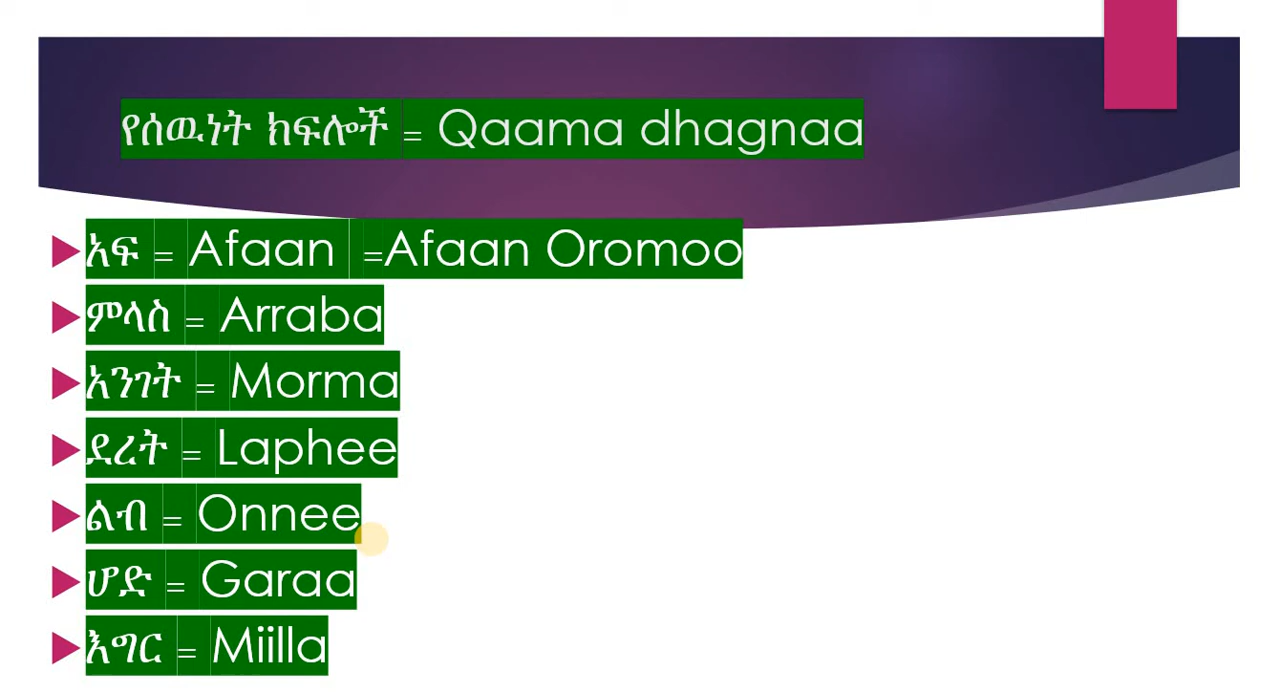 የሰዉነት ክፍሎች = Qaama dhagnaa
አፍ = Afaan =Afaan Oromoo
ምላስ = Arraba
አንገት = Morma
ደረት = Laphee
ልብ = Onnee
ሆድ = Garaa
እግር = Miilla